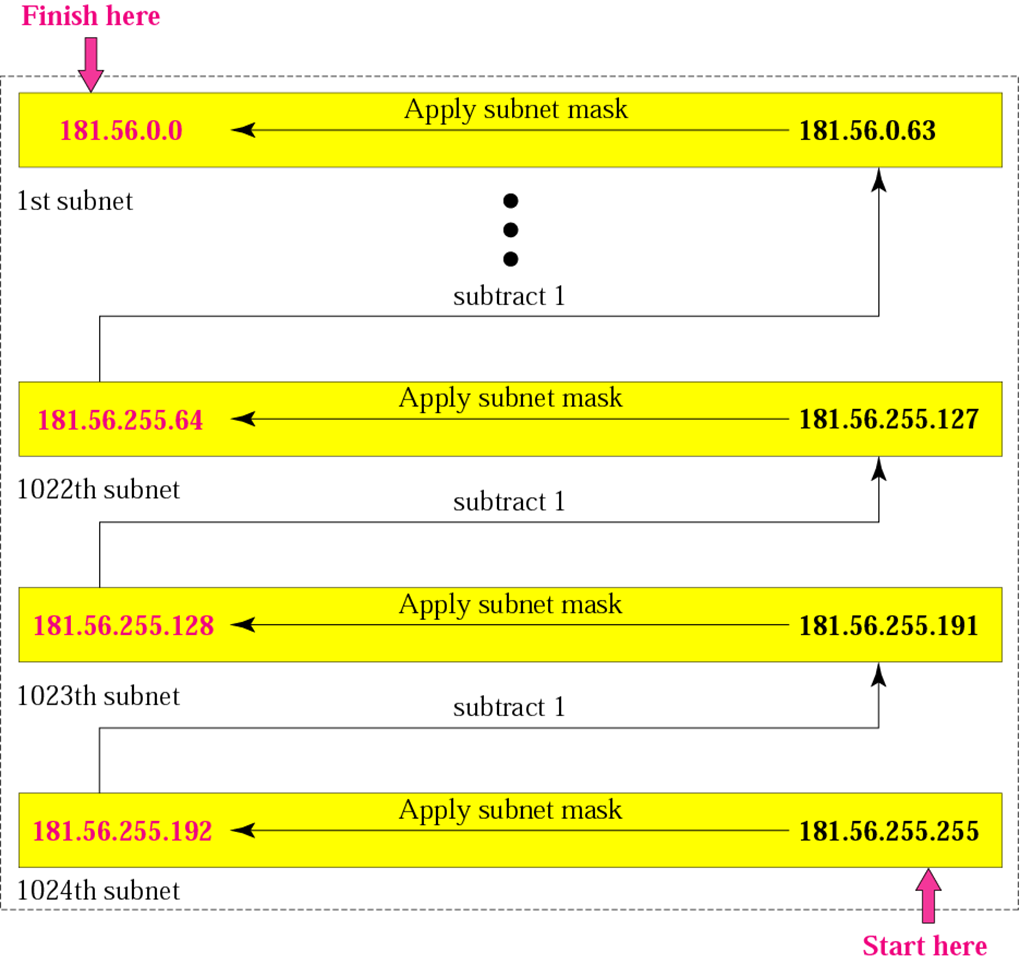 Finish here
Apply subnet mask
181.56.0.0
181.56.0.63
1st subnet
subtract 1
Apply subnet mask
181.56.255.64
181.56.255.127
1022th subnet
subtract 1
Apply subnet mask
181.56.255.128
181.56.255.191
1023th subnet
subtract 1
Apply subnet mask
181.56.255.192
181.56.255.255
1024th subnet
Start here